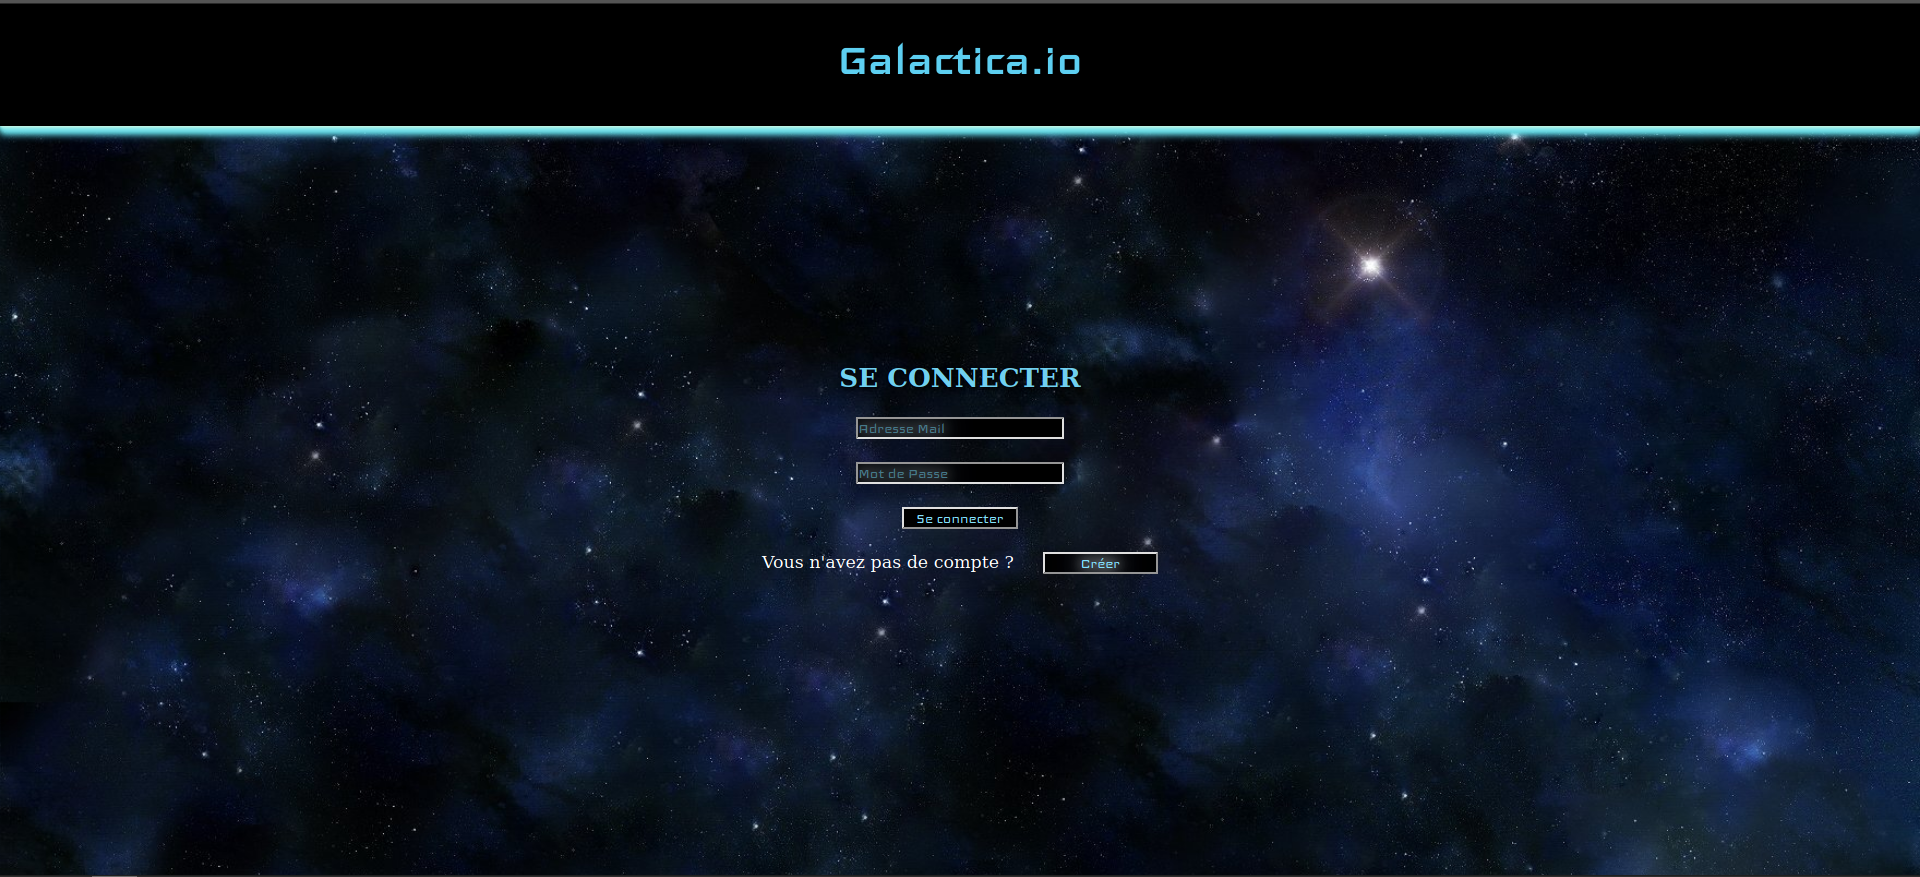 Galactica.io
SE CONNECTER
Adresse Mail
Mot de Passe
Se connecter
Vous n'avez pas de compte ? Créer